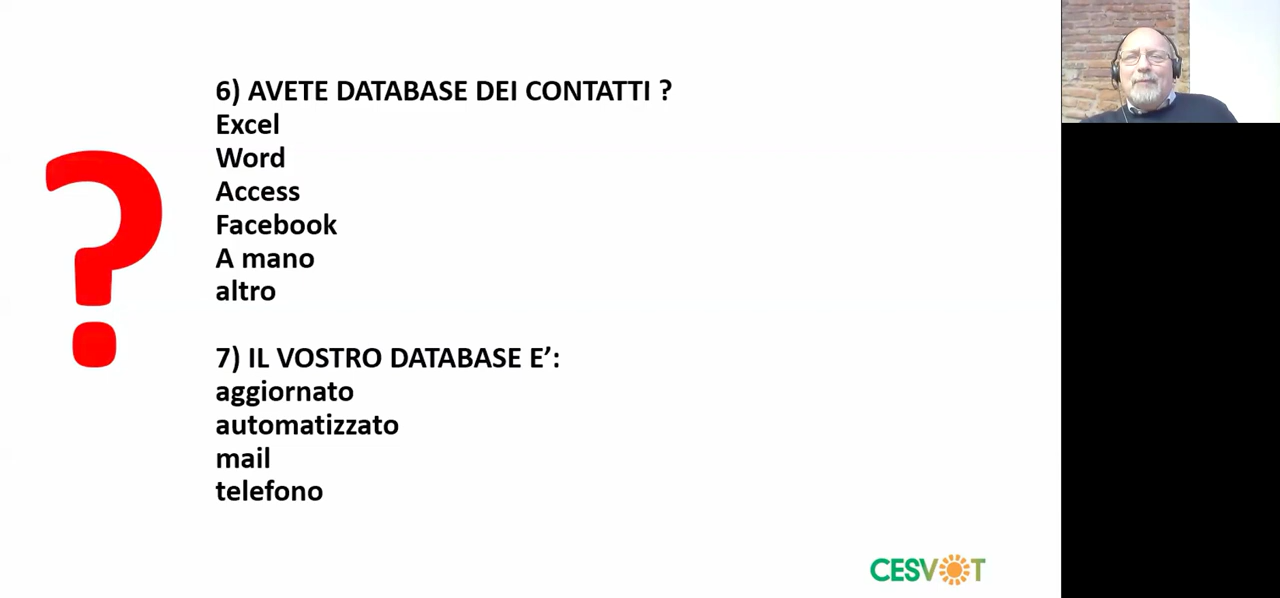 6) AVETE DATABASE DEI CONTATTI ?
Excel
Word
Access
Facebook
A mano
altro
7) IL VOSTRO DATABASE E’:
aggiornato
automatizzato
mail
telefono
?
CESVOT